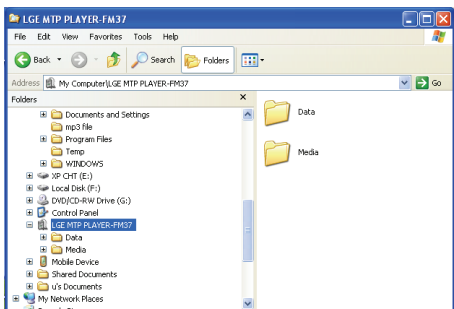 LGE MTP PLAYER-FM37
File Edit View Favorites Tools Help
Back Search Folders
Address My Computer\LGE MTP PLAYER-FM37 Go
Folders
Documents and Settings
mp3 file
Program Files
Temp
WINDOWS
XP CHT (E:)
Local Disk (F:)
DVD/CD-RW Drive (G:)
Control Panel
LGE MTP PLAYER-FM37
Data
Media
Mobile Device
Shared Documents
u's Documents
My Network Places
Data
Media